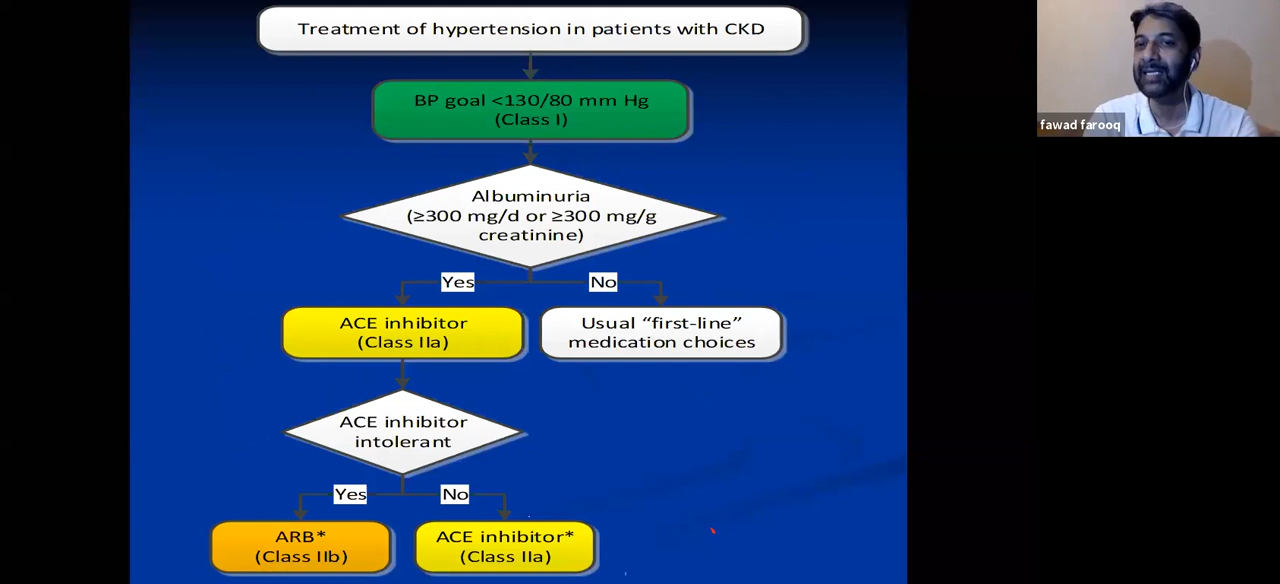 Treatment of hypertension in patients with CKD
BP goal <130/80 mm Hg
(Class I)
Albuminuria
(≥300 mg/d or ≥300 mg/g
creatinine)
Yes
No
ACE inhibitor
(Class IIa)
Usual “first-line”
medication choices
ACE inhibitor
intolerant
Yes
No
ARB*
(Class IIb)
ACE inhibitor*
(Class IIa)
fawad farooq